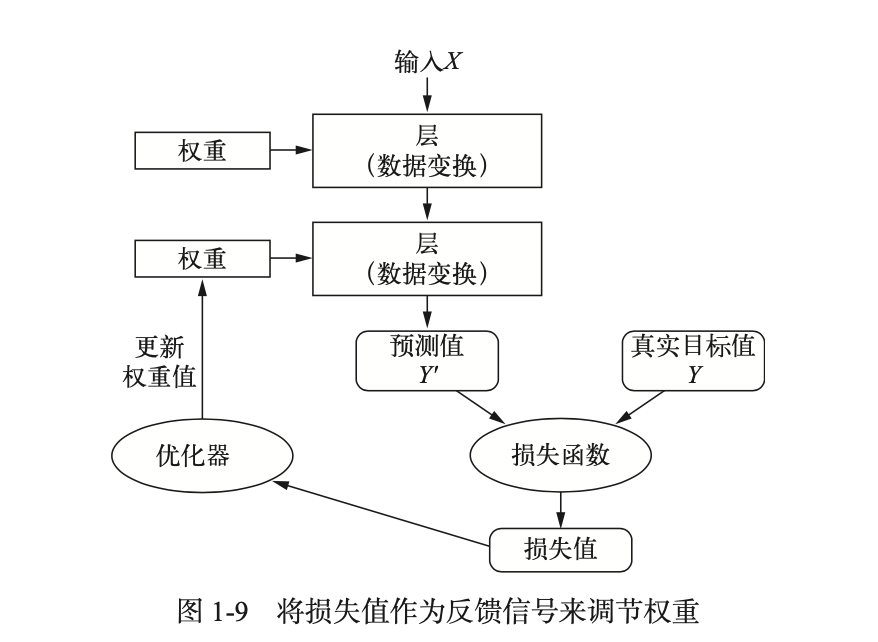 输入X
权重
层
（数据变换）
权重
层
（数据变换）
更新
权重值
预测值
Y′
真实目标值
Y
优化器
损失函数
损失值
图 1-9　将损失值作为反馈信号来调节权重